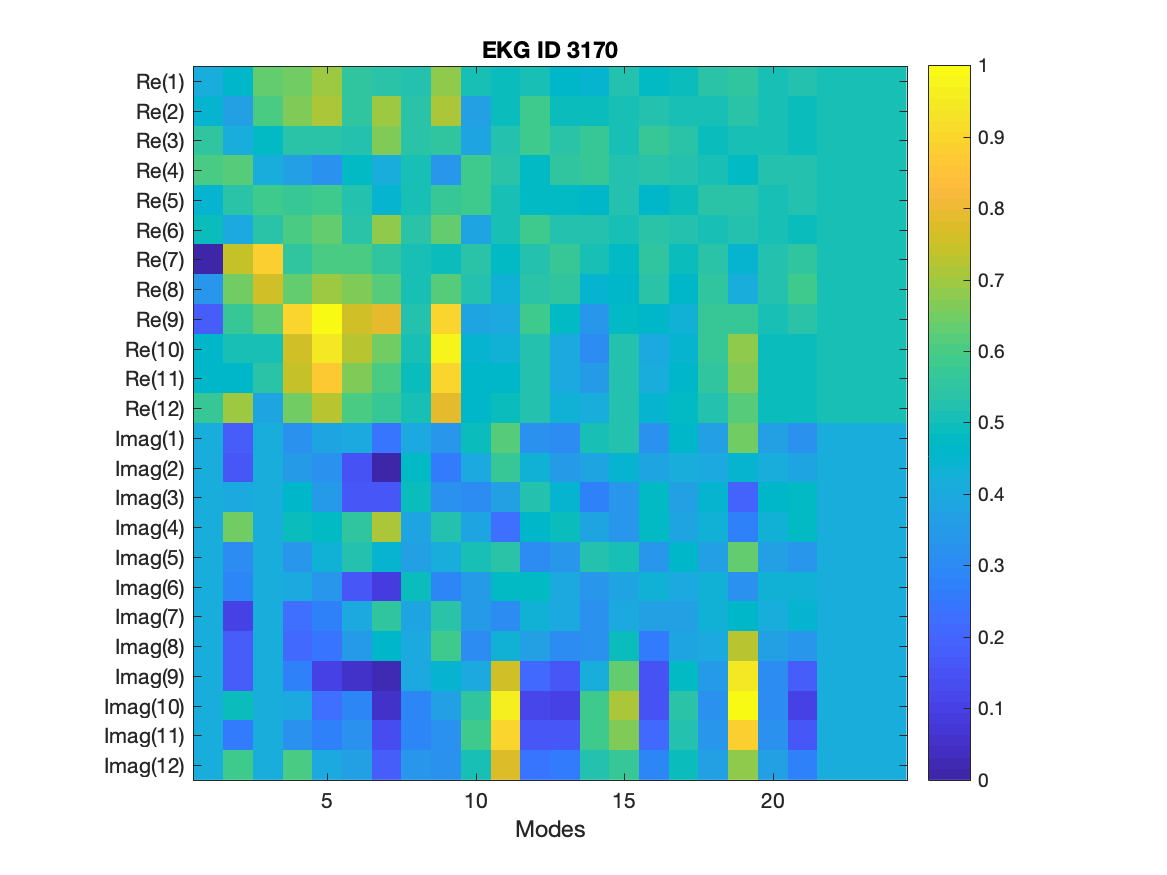 EKG ID 3170
Re(1)
Re(2)
Re(3)
Re(4)
Re(5)
Re(6)
Re(7)
Re(8)
Re(9)
Re(10)
Re(11)
Re(12)
Imag(1)
Imag(2)
Imag(3)
Imag(4)
Imag(5)
Imag(6)
Imag(7)
Imag(8)
Imag(9)
Imag(10)
Imag(11)
Imag(12)
5 10 15 20
Modes
1
0.9
0.8
0.7
0.6
0.5
0.4
0.3
0.2
0.1
0